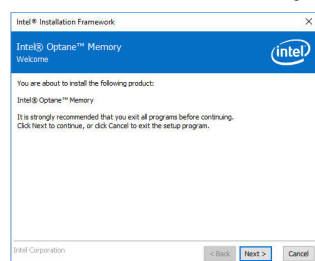 Intel® Installation Framework
Intel® Optane™ Memory
Welcome
intel
You are about to install the following product:
Intel® Optane™ Memory
It is strongly recommended that you exit all programs before continuing.
Click Next to continue, or click Cancel to exit the setup program.
Intel Corporation
< Back Next > Cancel